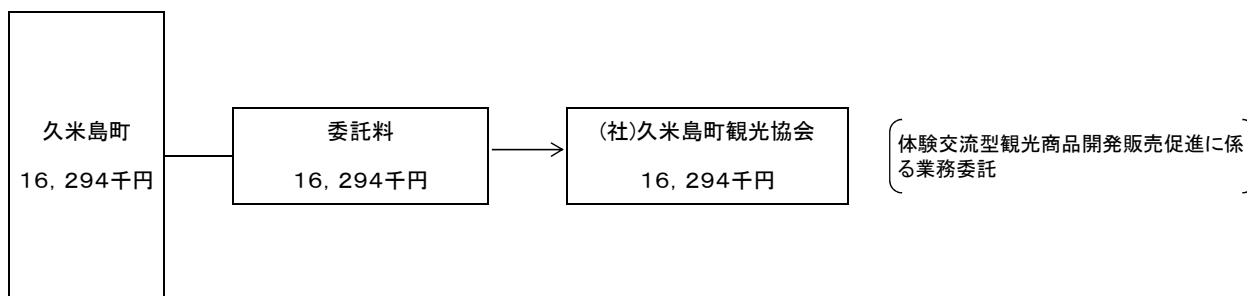 久米島町
16，294千円
委託料
16，294千円
(社)久米島町観光協会
16，294千円
体験交流型観光商品開発販売促進に係
る業務委託